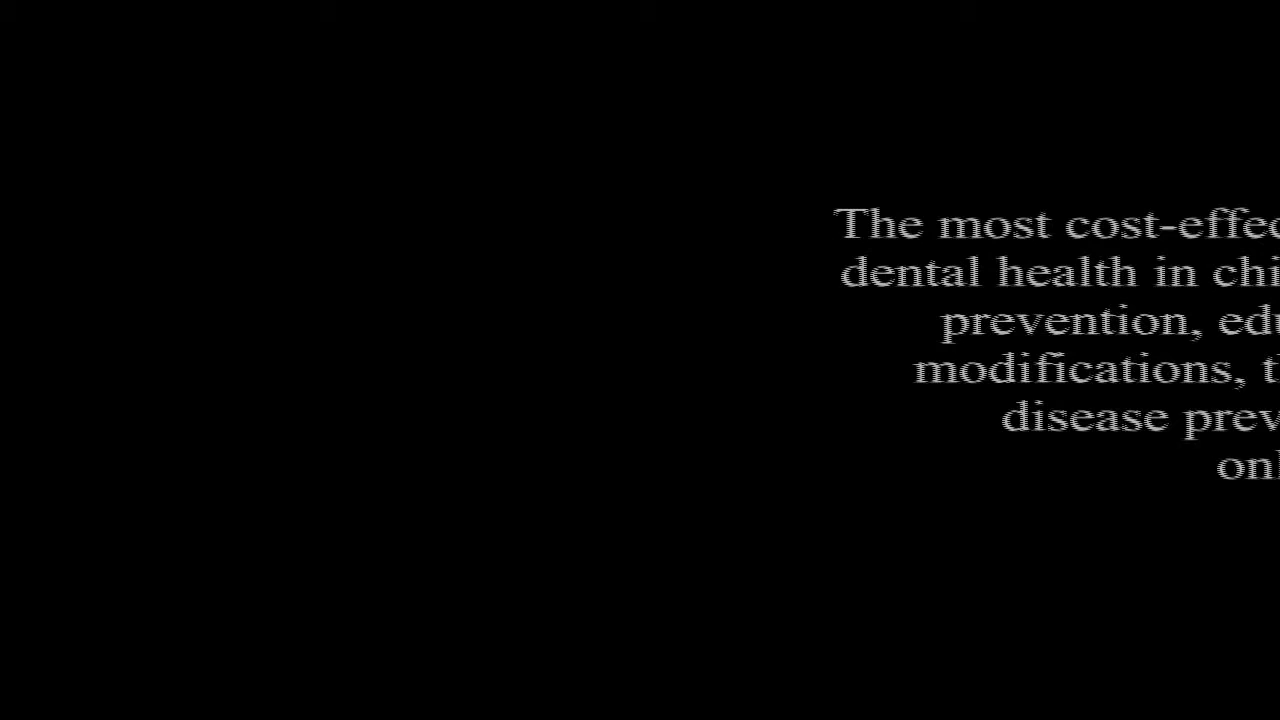 The most cost-effec
dental health in chi
prevention, edu
modifications, t
disease prev
onl